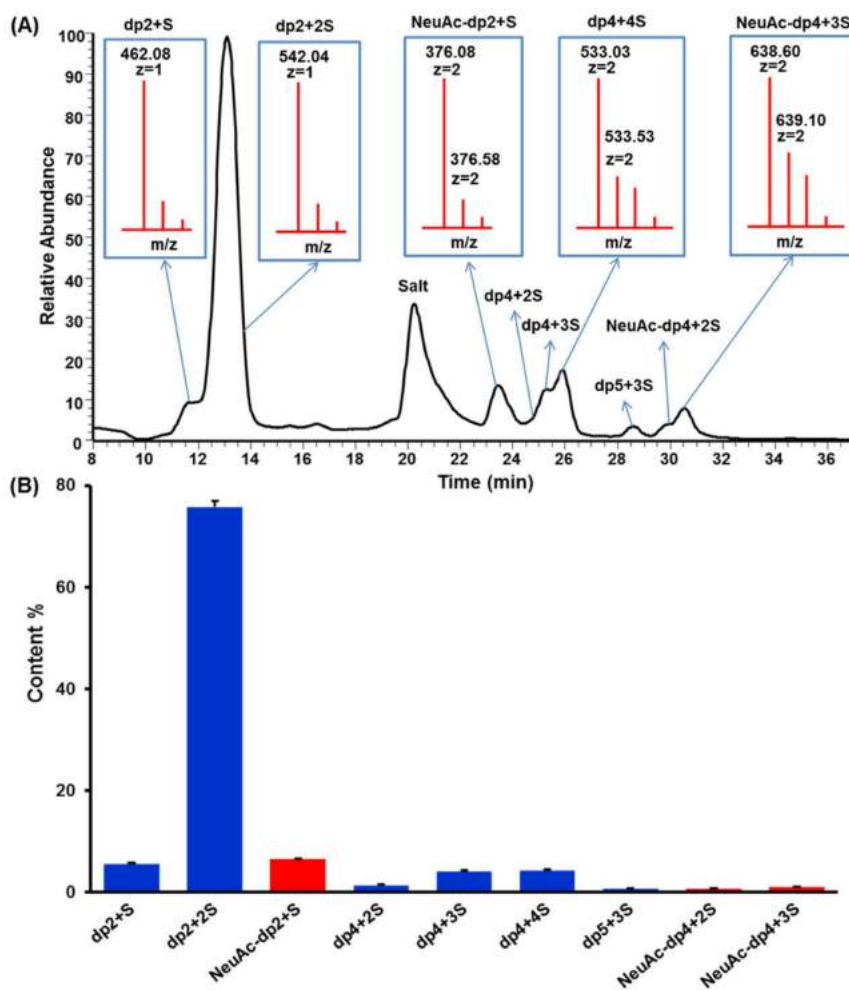 (A)
dp2+S
dp2+2S
NeuAc-dp2+S
dp4+4S
NeuAc-dp4+3S
462.08
z=1
m/z
542.04
z=1
m/z
376.08
z=2
376.58
z=2
m/z
533.03
z=2
533.53
z=2
m/z
638.60
z=2
639.10
z=2
m/z
Relative Abundance
100
90
80
70
60
50
40
30
20
10
0
Salt
dp4+2S
dp4+3S
dp5+3S
NeuAc-dp4+2S
8 10 12 14 16 18 20 22 24 26 28 30 32 34 36
Time (min)
(B)
Content %
80
60
40
20
0
dp2+S
dp2+2S
NeuAc-dp2+S
dp4+2S
dp4+3S
dp4+4S
dp5+3S
NeuAc-dp4+2S
NeuAc-dp4+3S